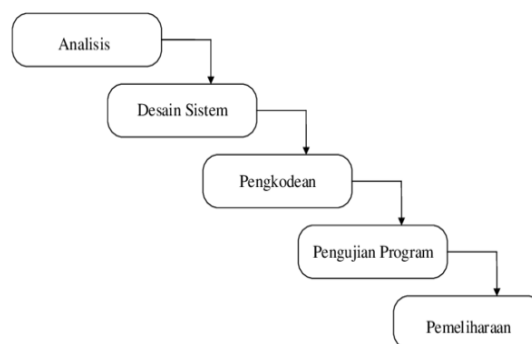 Analisis
Desain Sistem
Pengkodean
Pengujian Program
Pemeliharaan